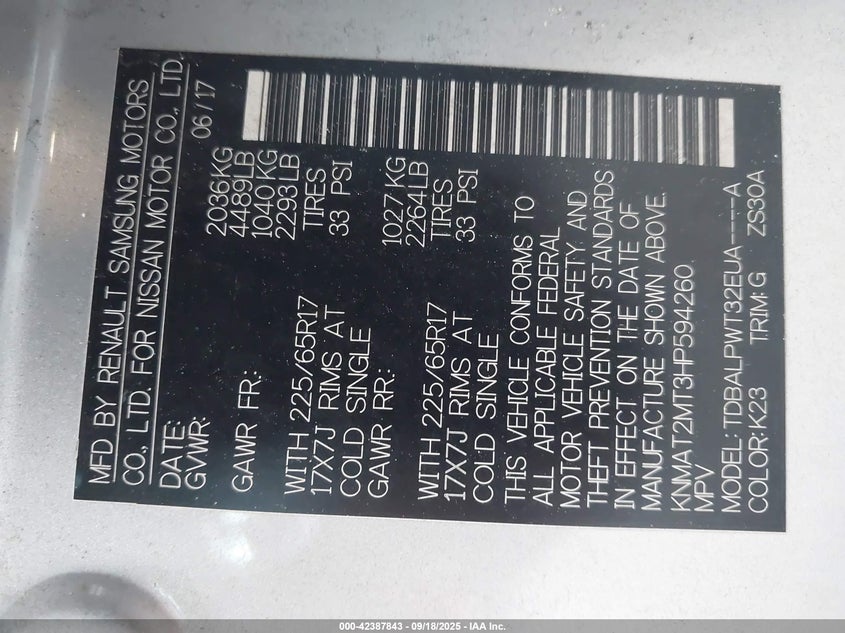 MFD BY RENAULT SAMSUNG MOTORS
CO., LTD. FOR NISSAN MOTOR CO., LTD.
DATE: 06/17
GVWR: 2036KG
4489LB
GAWR FR: 1040 KG
2293LB
WITH 225/65R17 TIRES
17X7J RIMS AT 33 PSI
COLD SINGLE
GAWR RR: 1027 KG
2264LB
WITH 225/65R17 TIRES
17X7J RIMS AT 33 PSI
COLD SINGLE
THIS VEHICLE CONFORMS TO
ALL APPLICABLE FEDERAL
MOTOR VEHICLE SAFETY AND
THEFT PREVENTION STANDARDS
IN EFFECT ON THE DATE OF
MANUFACTURE SHOWN ABOVE.
KNMAT2MT3HP594260
MPV
MODEL: TDBALPWT32EUA-----A
COLOR:K23 TRIM:G ZS30A
000-42387843 - 09/18/2025 - IAA Inc.